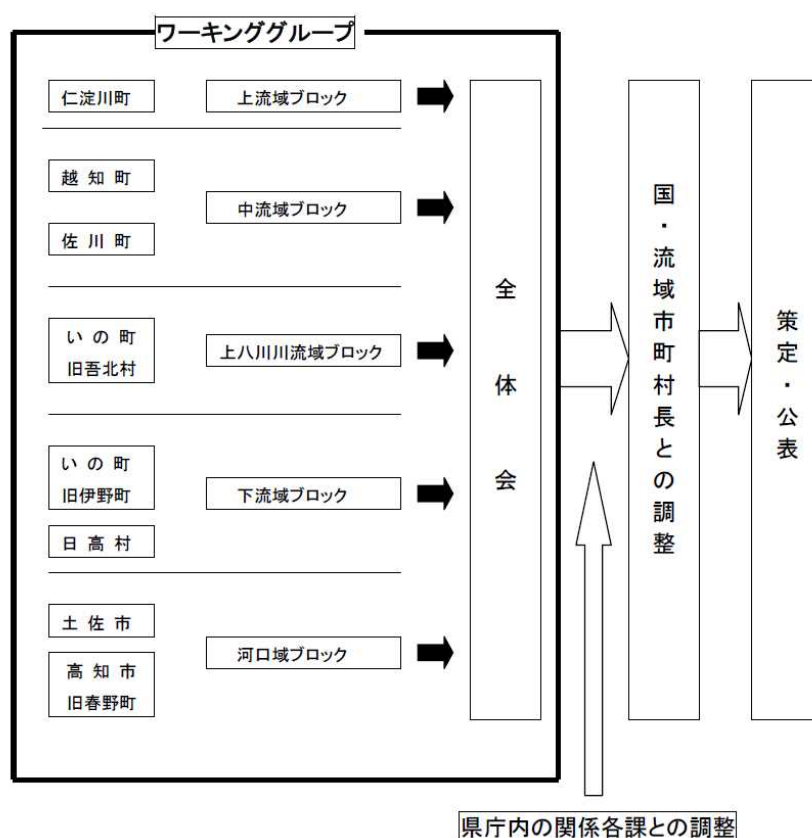 ワーキンググループ
仁淀川町
上流域ブロック
越知町
佐川町
中流域ブロック
いの町
旧吾北村
上八川川流域ブロック
いの町
旧伊野町
日高村
下流域ブロック
土佐市
高知市
旧春野町
河口域ブロック
全体会
国・流域市町村長との調整
策定・公表
県庁内の関係各課との調整